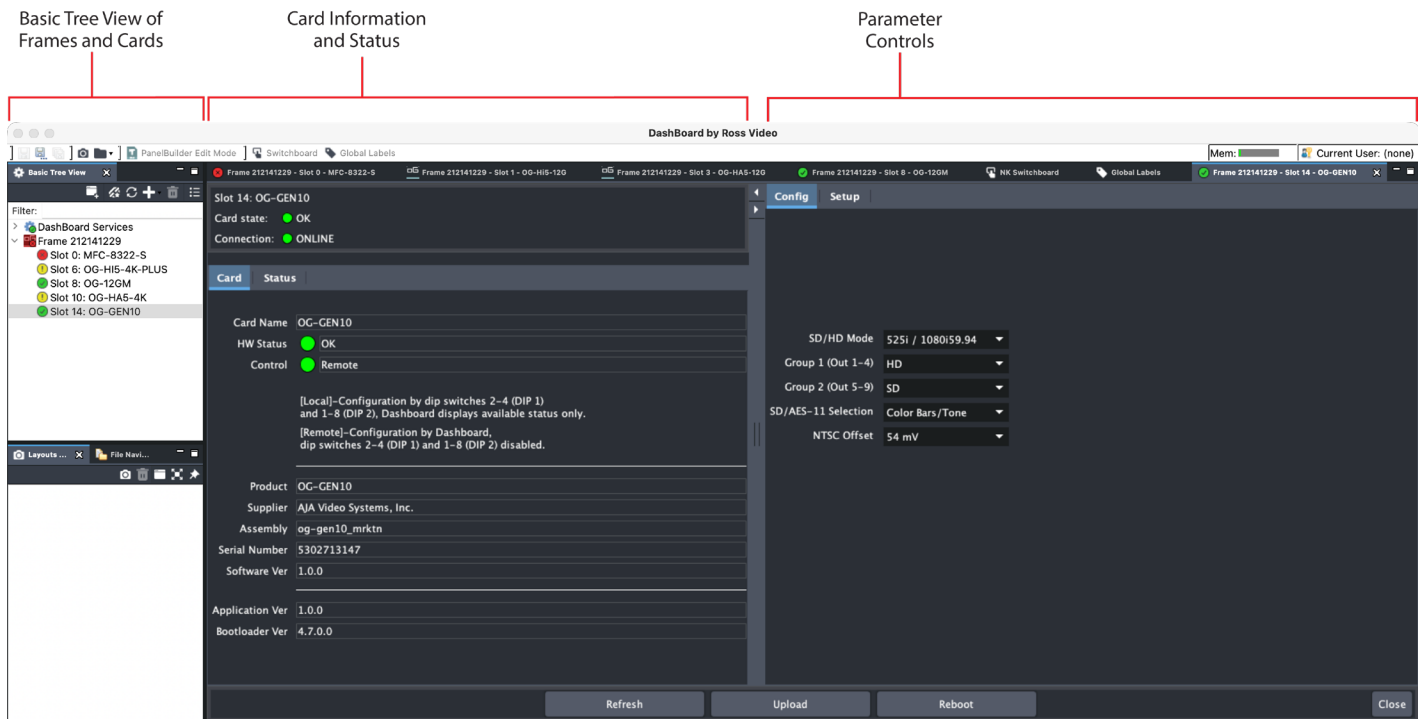 Basic Tree View of
Frames and Cards
Card Information
and Status
Parameter
Controls
DashBoard by Ross Video
PanelBuilder Edit Mode
Switchboard
Global Labels
Mem:
Current User: (none)
Basic Tree View
Frame 212141229 - Slot 0 - MFC-8322-S
Frame 212141229 - Slot 1 - OG-Hi5-12G
Frame 212141229 - Slot 3 - OG-HA5-12G
Frame 212141229 - Slot 8 - OG-12GM
NK Switchboard
Global Labels
Frame 212141229 - Slot 14 - OG-GEN10
Filter:
DashBoard Services
Frame 212141229
Slot 0: MFC-8322-S
Slot 6: OG-HI5-4K-PLUS
Slot 8: OG-12GM
Slot 10: OG-HA5-4K
Slot 14: OG-GEN10
Layouts ...
File Navi...
Slot 14: OG-GEN10
Card state: OK
Connection: ONLINE
Card
Status
Card Name OG-GEN10
HW Status OK
Control Remote
[Local]-Configuration by dip switches 2-4 (DIP 1)
and 1-8 (DIP 2), Dashboard displays available status only.
[Remote]-Configuration by Dashboard,
dip switches 2-4 (DIP 1) and 1-8 (DIP 2) disabled.
Product OG-GEN10
Supplier AJA Video Systems, Inc.
Assembly og-gen10_mrktn
Serial Number 5302713147
Software Ver 1.0.0
Application Ver 1.0.0
Bootloader Ver 4.7.0.0
Config
Setup
SD/HD Mode 525i / 1080i59.94
Group 1 (Out 1-4) HD
Group 2 (Out 5-9) SD
SD/AES-11 Selection Color Bars/Tone
NTSC Offset 54 mV
Refresh
Upload
Reboot
Close